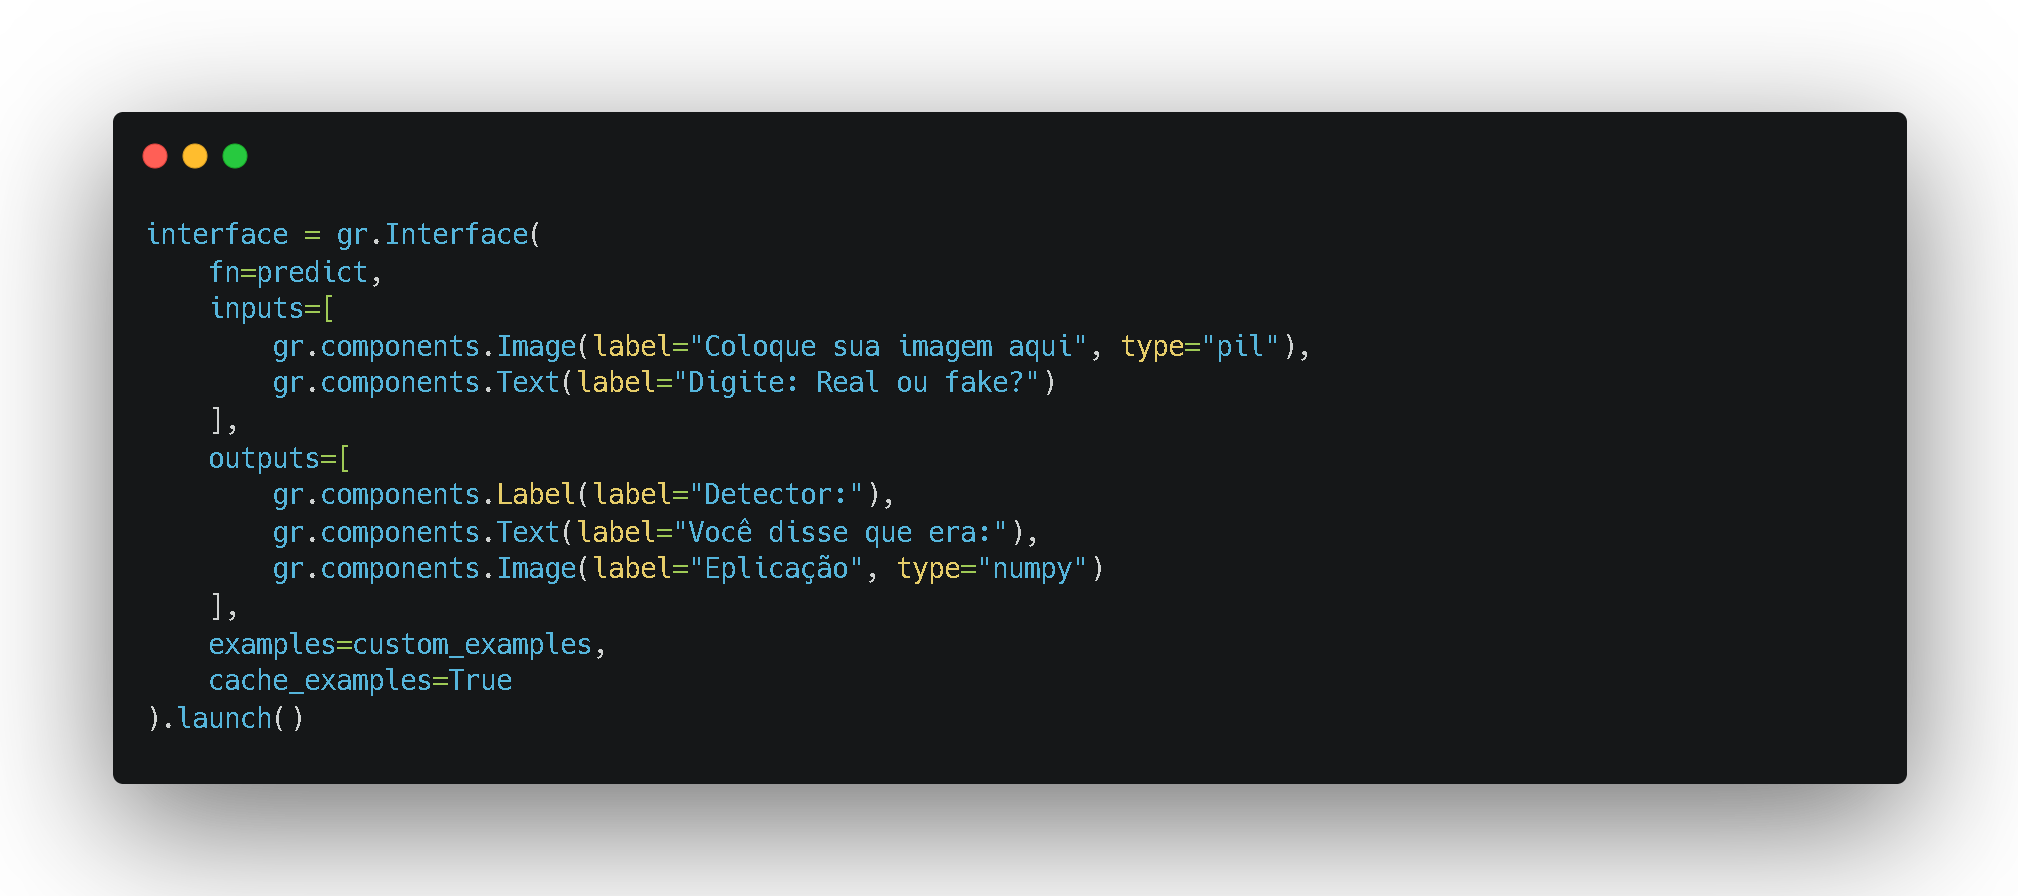 interface = gr.Interface(
    fn=predict,
    inputs=[
        gr.components.Image(label="Coloque sua imagem aqui", type="pil"),
        gr.components.Text(label="Digite: Real ou fake?")
    ],
    outputs=[
        gr.components.Label(label="Detector:"),
        gr.components.Text(label="Você disse que era:"),
        gr.components.Image(label="Eplicação", type="numpy")
    ],
    examples=custom_examples,
    cache_examples=True
).launch()